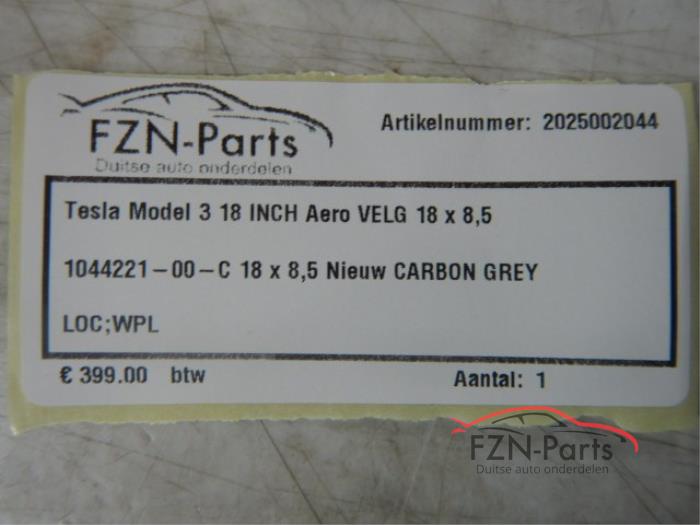 FZN-Parts
Duitse auto onderdelen
Artikelnummer: 2025002044
Tesla Model 3 18 INCH Aero VELG 18 x 8,5
1044221-00-C 18 x 8,5 Nieuw CARBON GREY
LOC;WPL
€ 399.00 btw
Aantal: 1
FZN-Parts
Duitse auto onderdelen